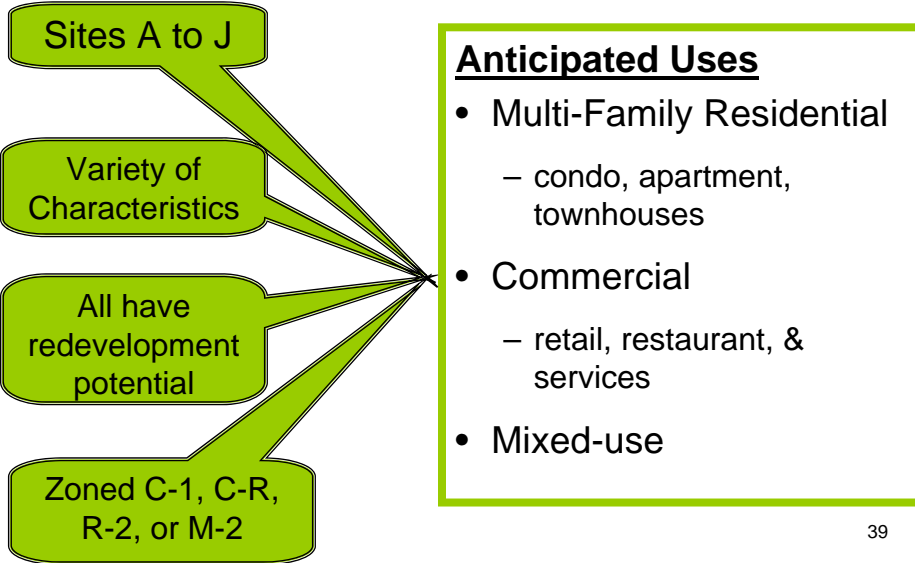 Sites A to J
Variety of
Characteristics
All have
redevelopment
potential
Zoned C-1, C-R,
R-2, or M-2
Anticipated Uses
• Multi-Family Residential
– condo, apartment,
townhouses
• Commercial
– retail, restaurant, &
services
• Mixed-use
39